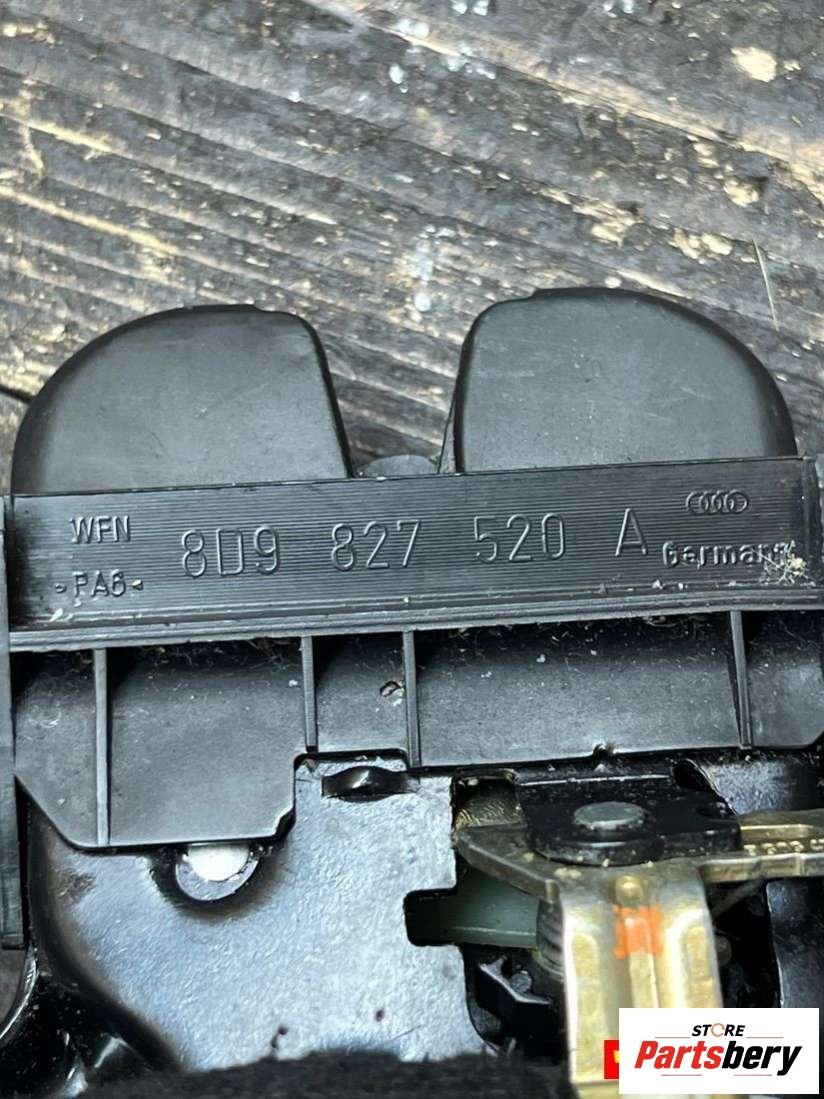 WFN
8D9 827 520 A
-PA6-
Germany
STORE
Partsbery